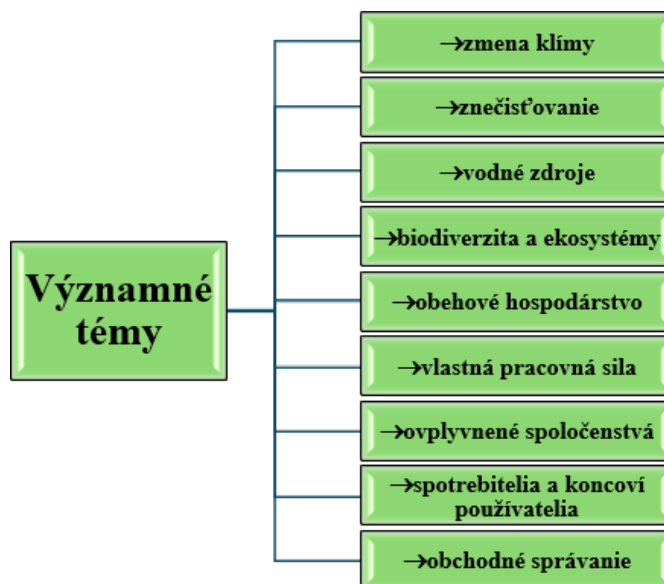 Významné
témy
→zmena klímy
→znečisťovanie
→vodné zdroje
→biodiverzita a ekosystémy
→obehové hospodárstvo
→vlastná pracovná sila
→ovplyvnené spoločenstvá
→spotrebitelia a koncoví
používatelia
→obchodné správanie